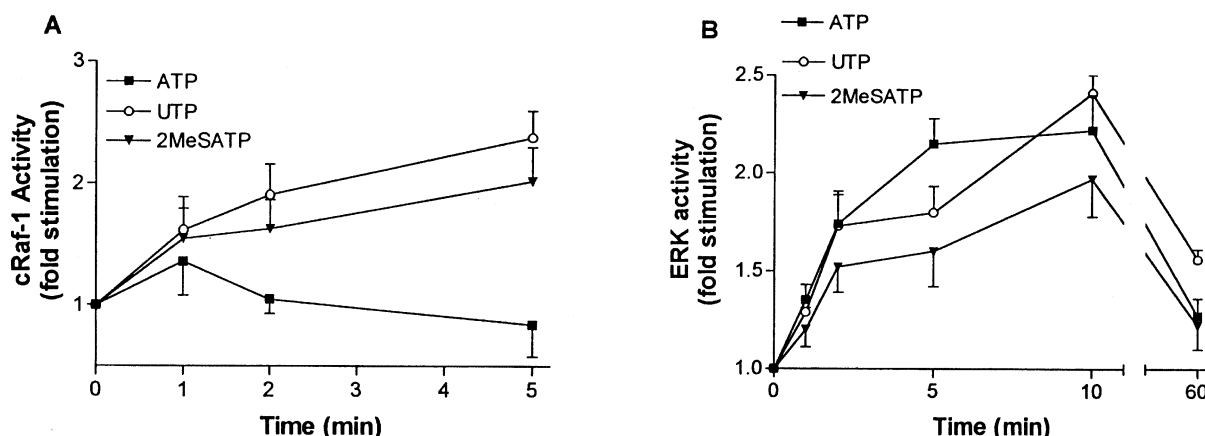 A
cRaf-1 Activity
(fold stimulation)
3
2
1
ATP
UTP
2MeSATP
0 1 2 3 4 5
Time (min)
B
ERK activity
(fold stimulation)
ATP
UTP
2MeSATP
2.5
2.0
1.5
1.0
0 5 10 60
Time (min)